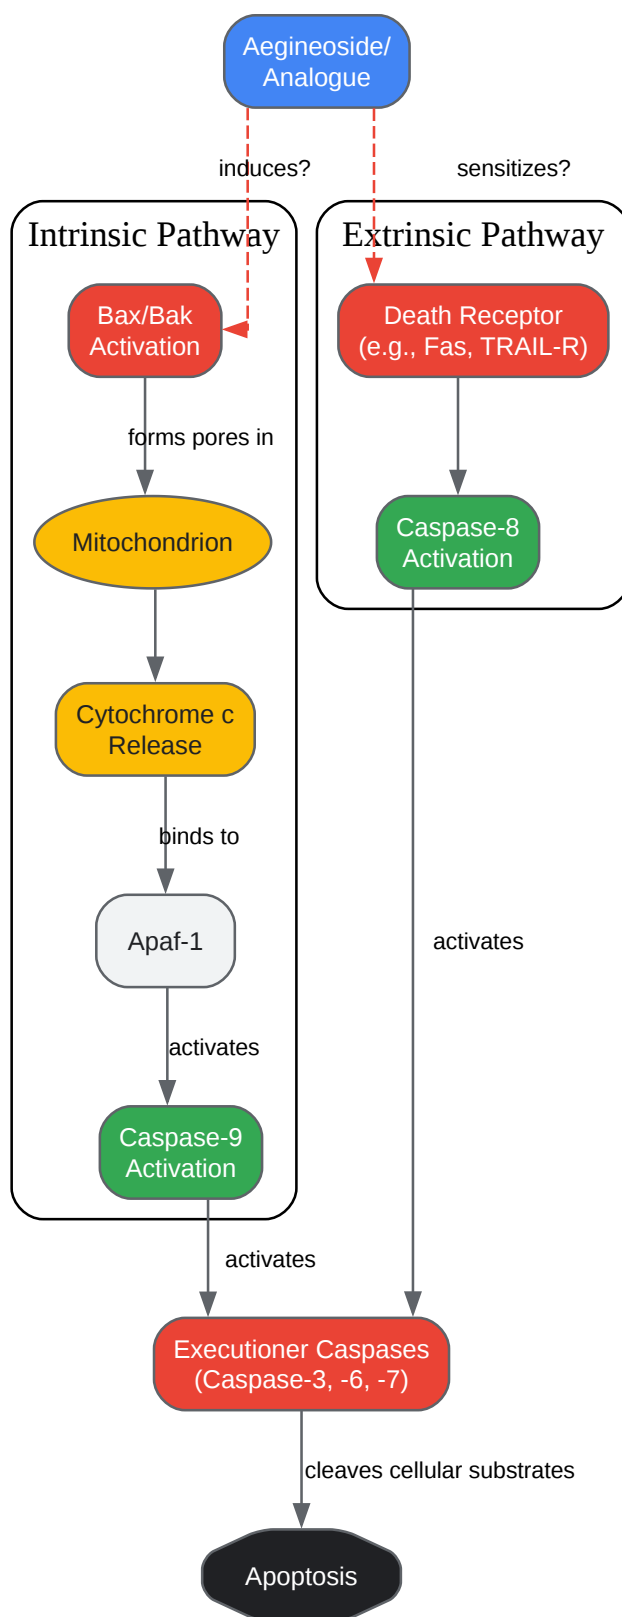 Aegineoside/
Analogue
induces?
sensitizes?
Intrinsic Pathway
Extrinsic Pathway
Bax/Bak
Activation
Death Receptor
(e.g., Fas, TRAIL-R)
forms pores in
Mitochondrion
Caspase-8
Activation
Cytochrome c
Release
binds to
Apaf-1
activates
activates
Caspase-9
Activation
activates
Executioner Caspases
(Caspase-3, -6, -7)
cleaves cellular substrates
Apoptosis